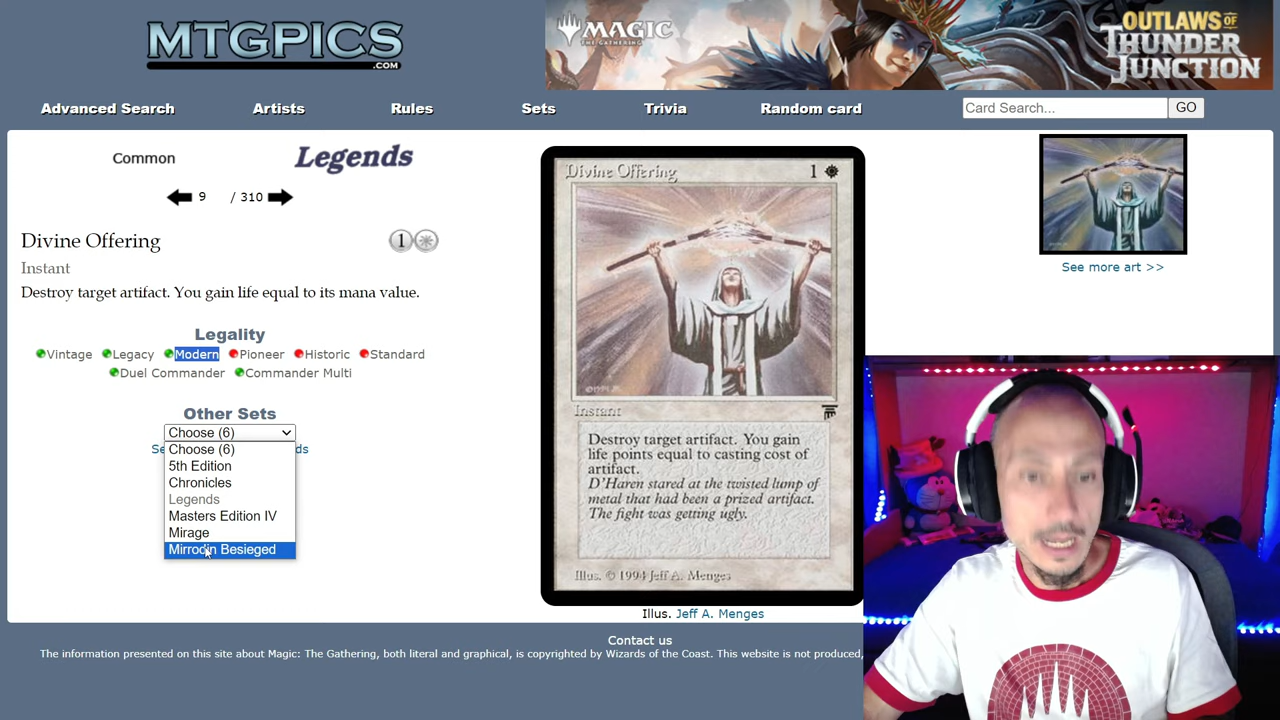 MTGPICS
.COM
MAGIC
THE GATHERING
OUTLAWS OF
THUNDER
JUNCTION
Advanced Search
Artists
Rules
Sets
Trivia
Random card
Card Search...
GO
Common
Legends
9 / 310
Divine Offering
1
Instant
Destroy target artifact. You gain life equal to its mana value.
Legality
Vintage Legacy Modern Pioneer Historic Standard
Duel Commander Commander Multi
Other Sets
Choose (6)
Choose (6)
5th Edition
Chronicles
Legends
Masters Edition IV
Mirage
Mirrodin Besieged
Divine Offering 1
Instant
Destroy target artifact. You gain
life points equal to casting cost of
artifact.
D'Haren stared at the twisted lump of
metal that had been a prized artifact.
The fight was getting ugly.
Illus. © 1994 Jeff A. Menges
Illus. Jeff A. Menges
See more art >>
Contact us
The information presented on this site about Magic: The Gathering, both literal and graphical, is copyrighted by Wizards of the Coast. This website is not produced,